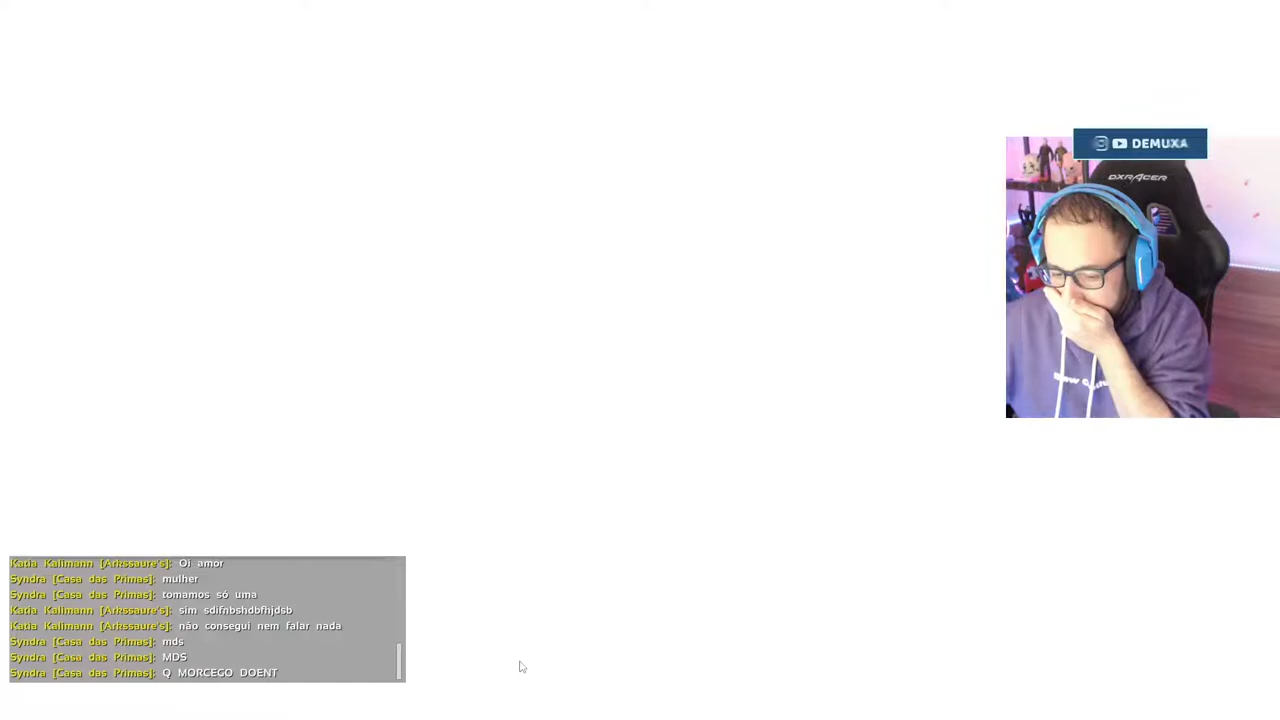 DEMUXA
DXRACER
Katia Kalimann [Arkssaure's]: Oi amor
Syndra [Casa das Primas]: mulher
Syndra [Casa das Primas]: tomamos só uma
Katia Kalimann [Arkssaure's]: sim sdifnbshdbfhjdsb
Katia Kalimann [Arkssaure's]: não consegui nem falar nada
Syndra [Casa das Primas]: mds
Syndra [Casa das Primas]: MDS
Syndra [Casa das Primas]: Q MORCEGO DOENT